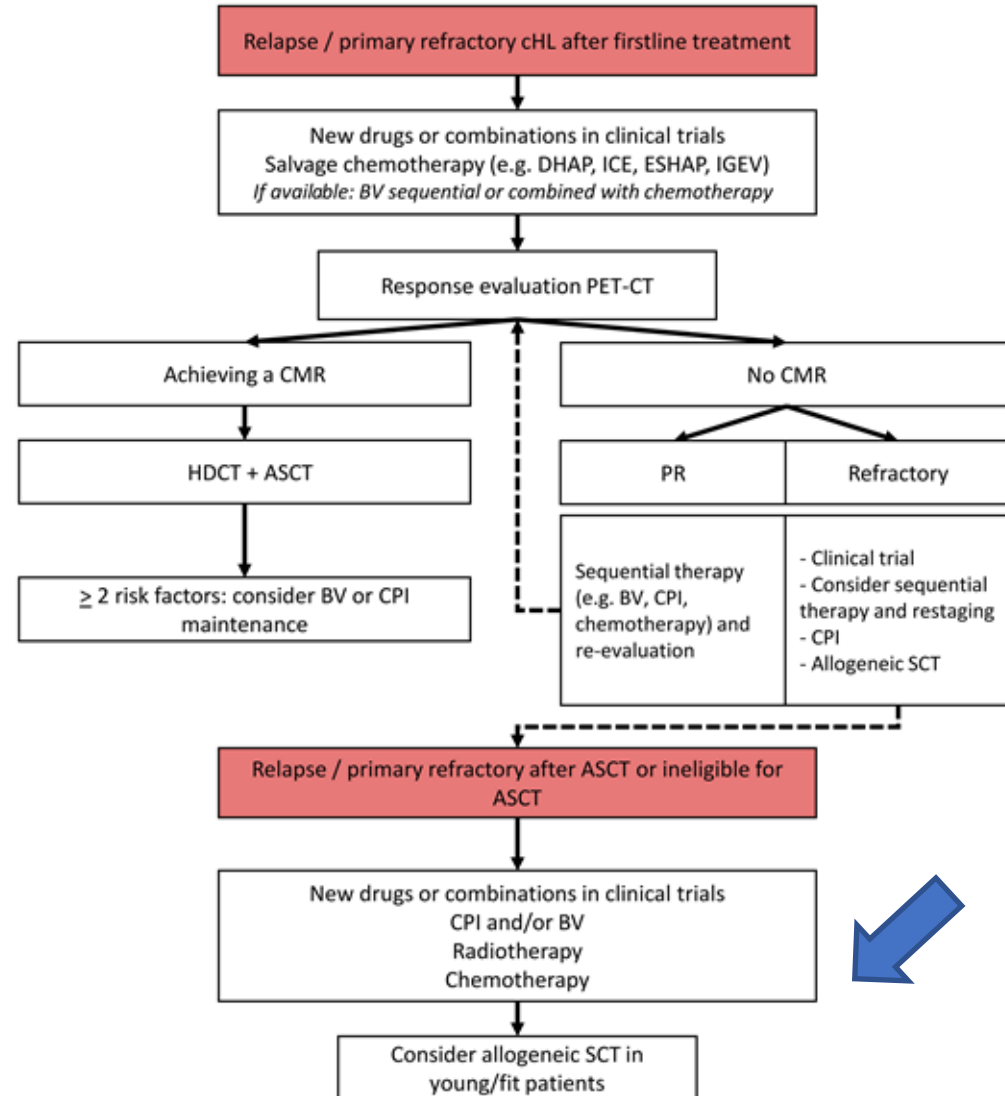 Relapse / primary refractory cHL after firstline treatment
New drugs or combinations in clinical trials
Salvage chemotherapy (e.g. DHAP, ICE, ESHAP, IGEV)
If available: BV sequential or combined with chemotherapy
Response evaluation PET-CT
Achieving a CMR
No CMR
HDCT + ASCT
PR
Refractory
≥ 2 risk factors: consider BV or CPI
maintenance
Sequential therapy
(e.g. BV, CPI,
chemotherapy) and
re-evaluation
- Clinical trial
- Consider sequential
therapy and restaging
- CPI
- Allogeneic SCT
Relapse / primary refractory after ASCT or ineligible for
ASCT
New drugs or combinations in clinical trials
CPI and/or BV
Radiotherapy
Chemotherapy
Consider allogeneic SCT in
young/fit patients